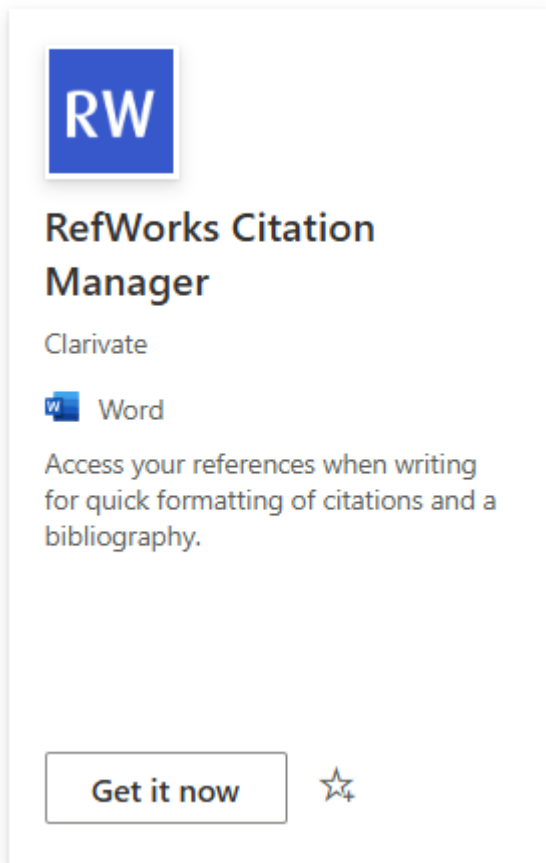 RW
RefWorks Citation
Manager
Clarivate
W Word
Access your references when writing
for quick formatting of citations and a
bibliography.
Get it now